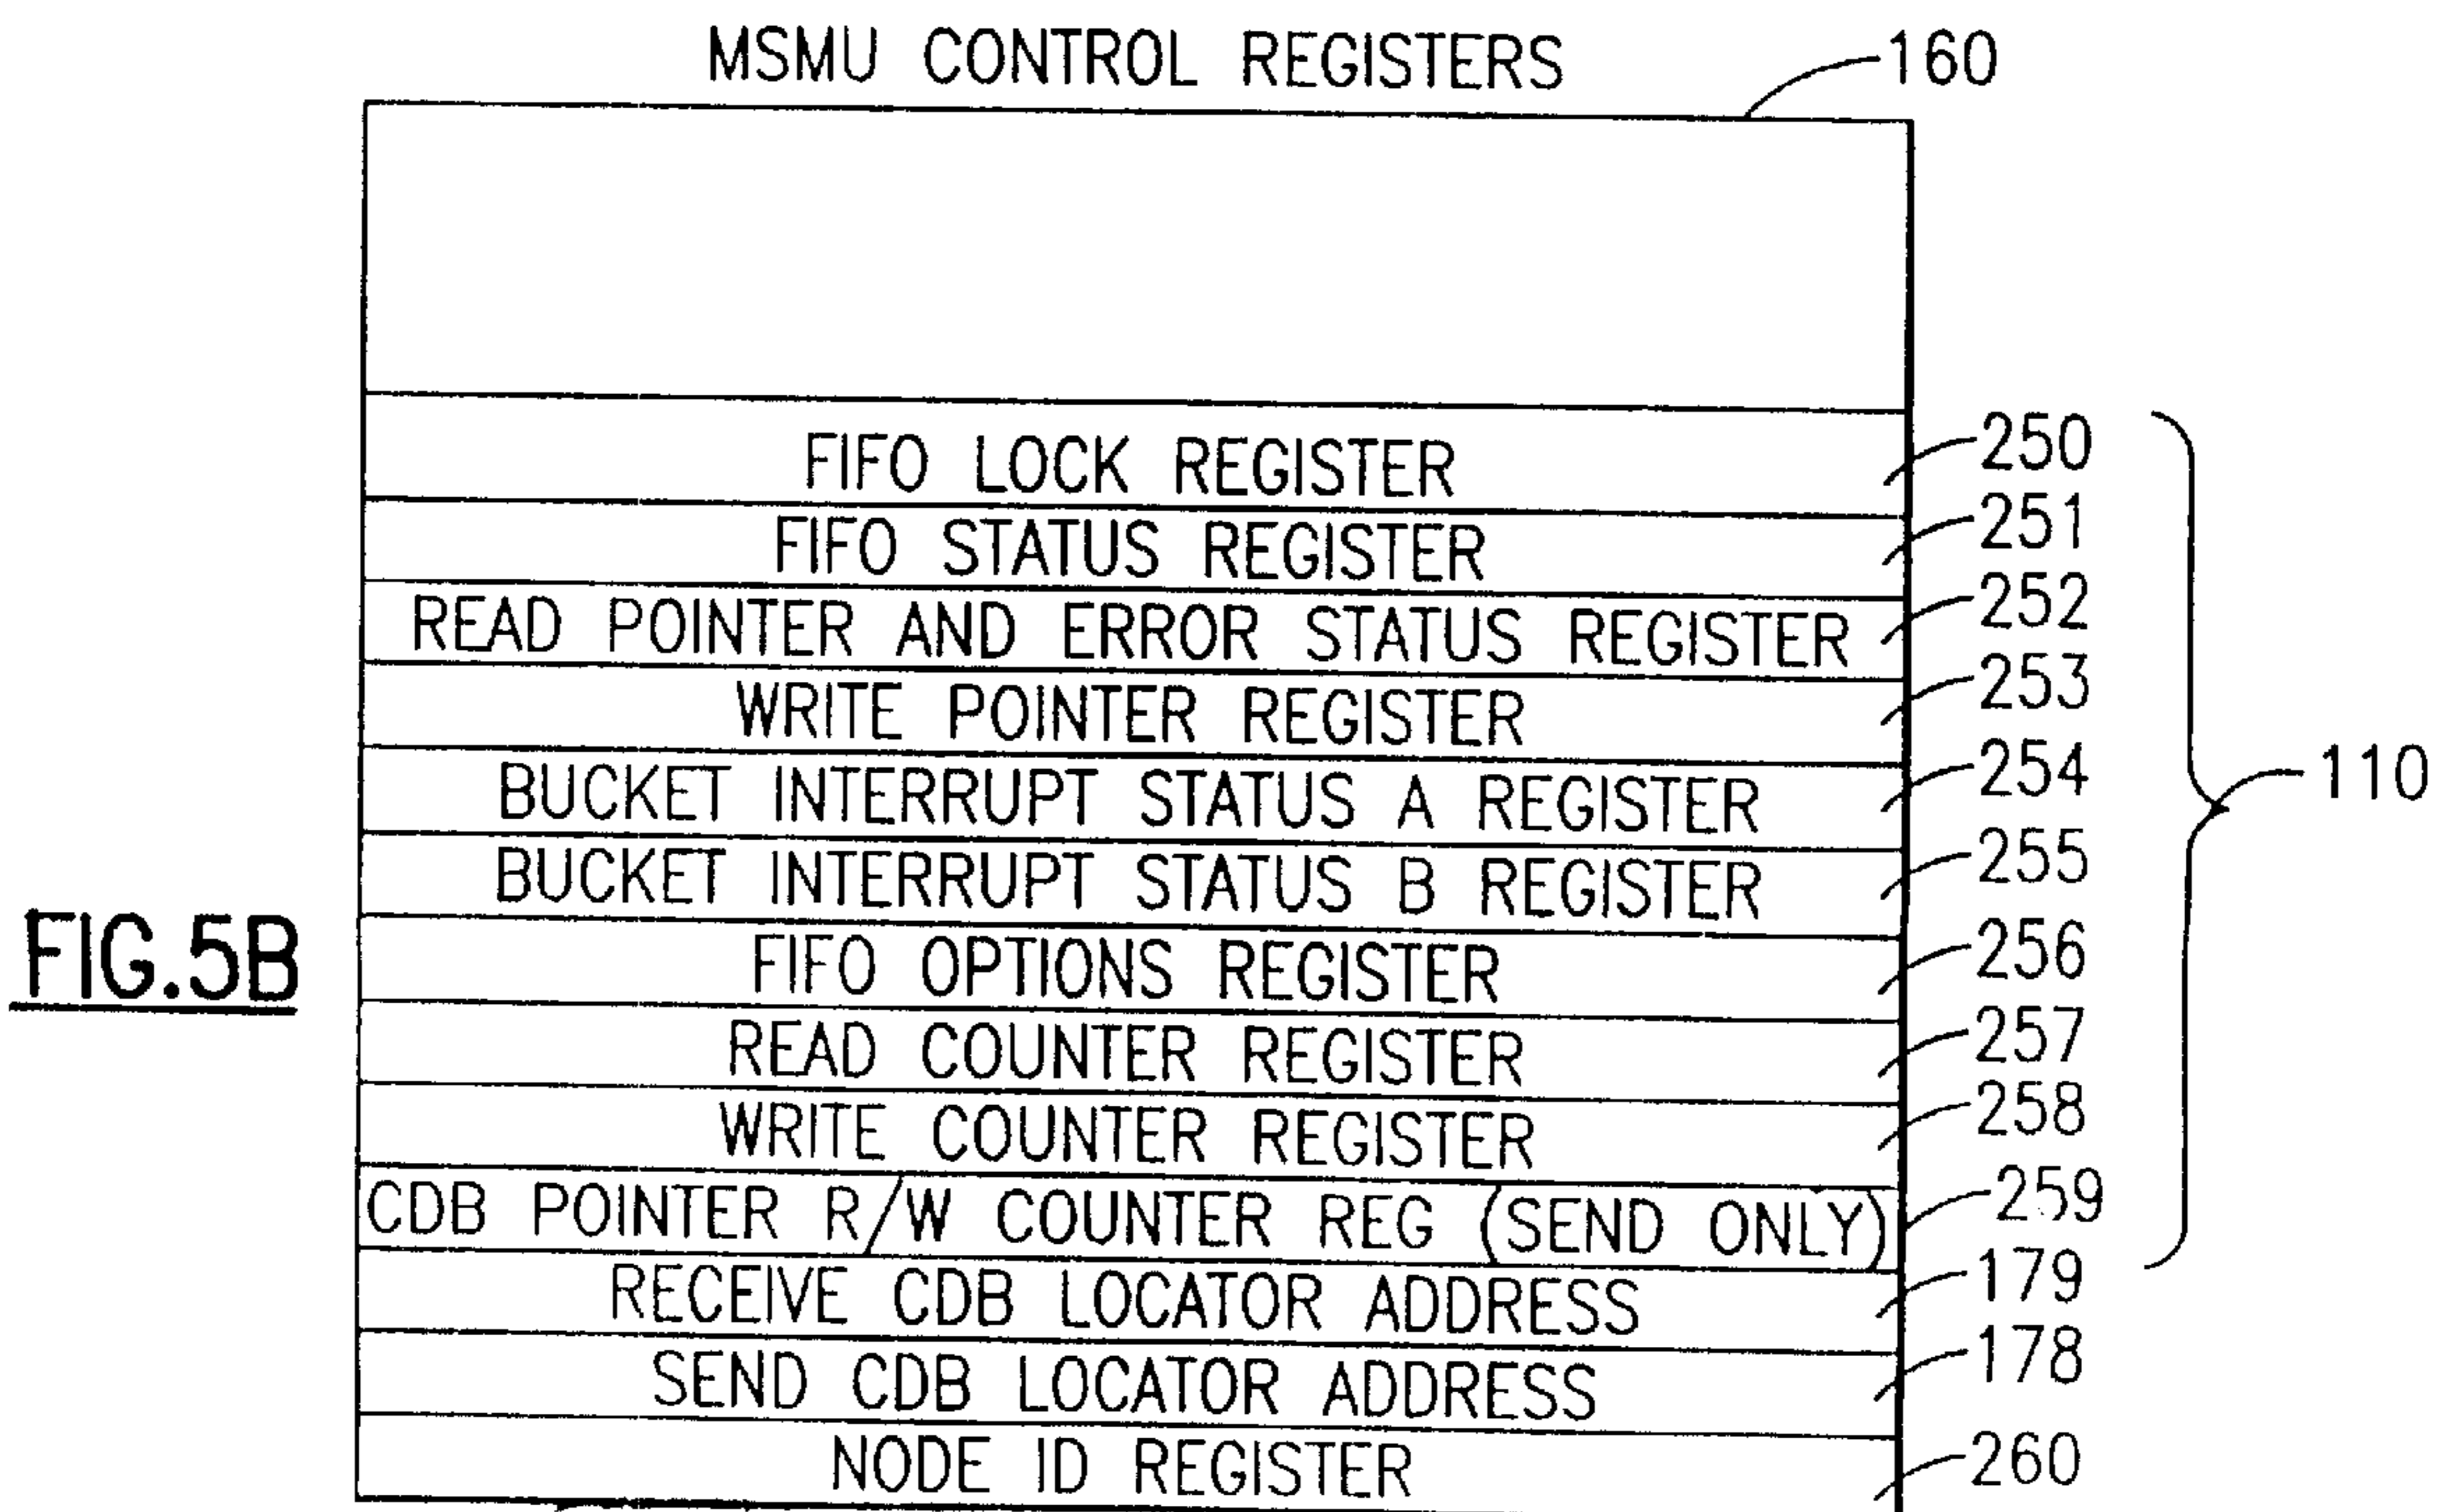 MSMU CONTROL REGISTERS 160
FIFO LOCK REGISTER 250
FIFO STATUS REGISTER 251
READ POINTER AND ERROR STATUS REGISTER 252
WRITE POINTER REGISTER 253
BUCKET INTERRUPT STATUS A REGISTER 254
110
BUCKET INTERRUPT STATUS B REGISTER 255
FIG.5B
FIFO OPTIONS REGISTER 256
READ COUNTER REGISTER 257
WRITE COUNTER REGISTER 258
CDB POINTER R/W COUNTER REG (SEND ONLY) 259
RECEIVE CDB LOCATOR ADDRESS 179
SEND CDB LOCATOR ADDRESS 178
NODE ID REGISTER 260